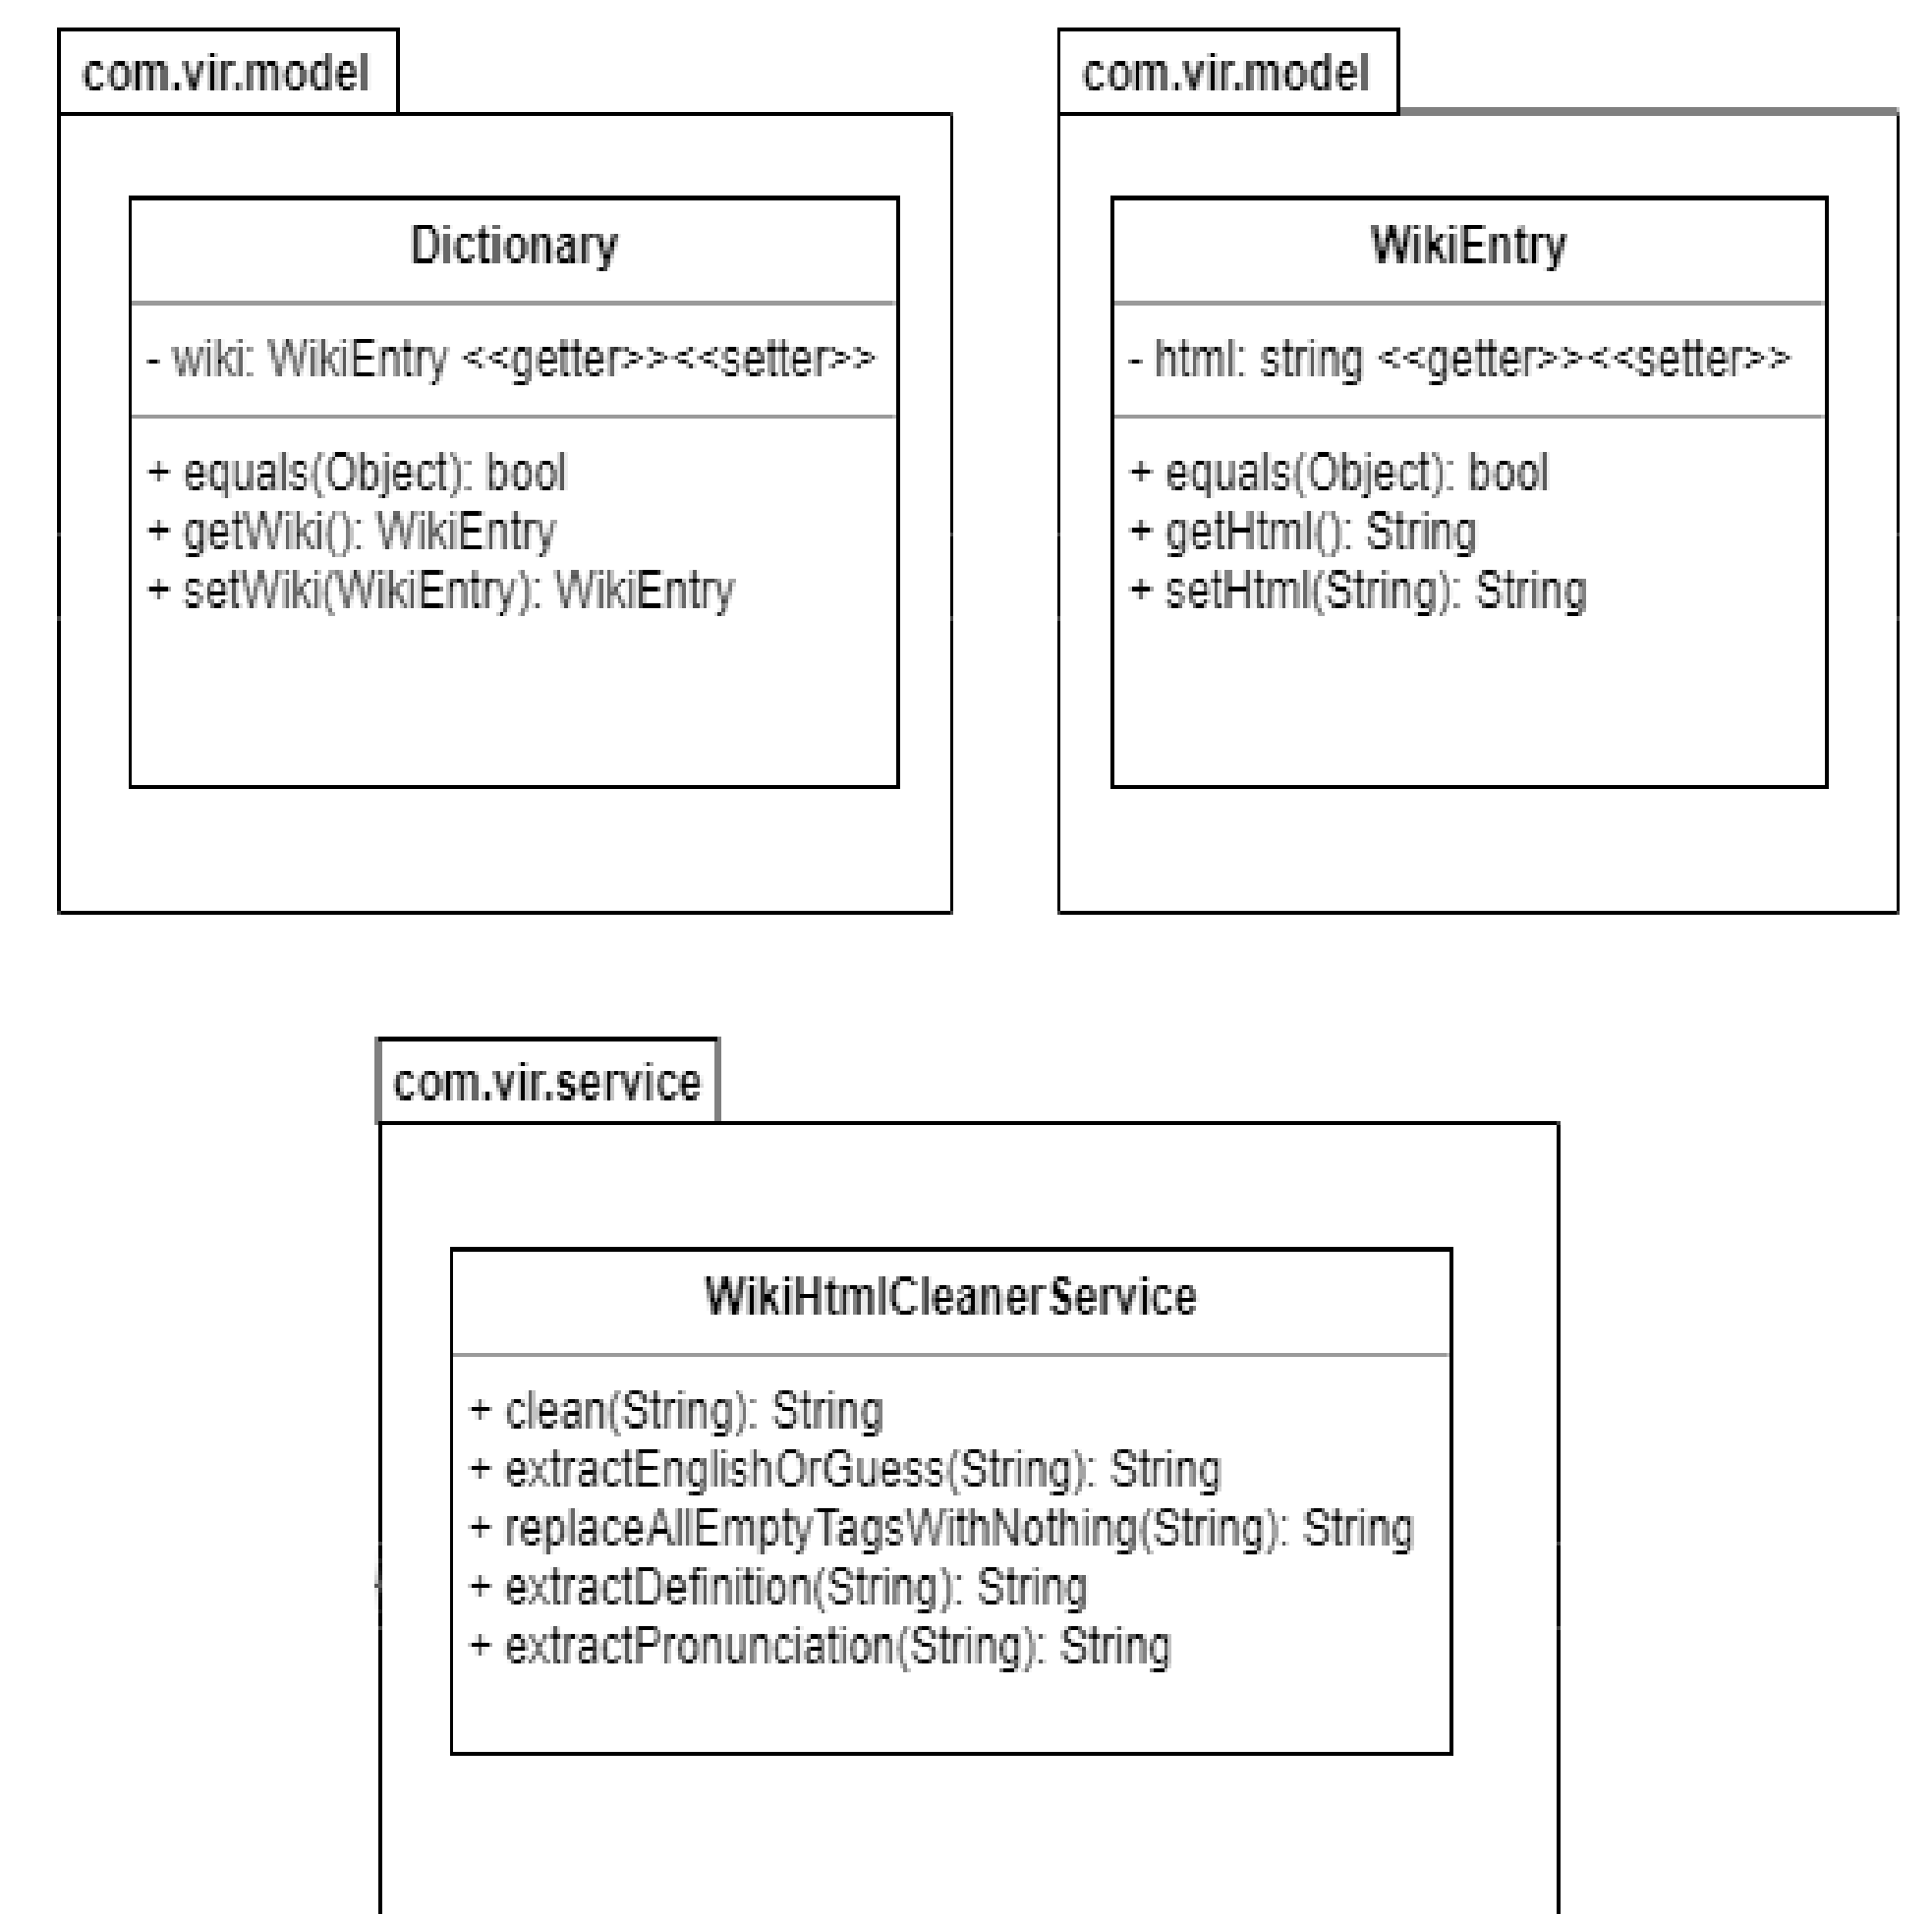 com.vir.model
Dictionary
- wiki: WikiEntry <<getter>><<setter>>
+ equals(Object): bool
+ getWiki(): WikiEntry
+ setWiki(WikiEntry): WikiEntry
com.vir.model
WikiEntry
- html: string <<getter>><<setter>>
+ equals(Object): bool
+ getHtml(): String
+ setHtml(String): String
com.vir.service
WikiHtmlCleanerService
+ clean(String): String
+ extractEnglishOrGuess(String): String
+ replaceAllEmptyTagsWithNothing(String): String
+ extractDefinition(String): String
+ extractPronunciation(String): String